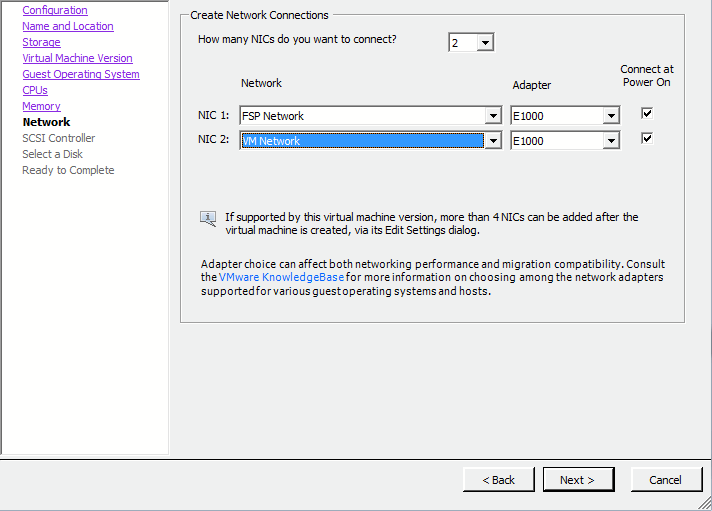 Configuration
Name and Location
Storage
Virtual Machine Version
Guest Operating System
CPUs
Memory
Network
SCSI Controller
Select a Disk
Ready to Complete
Create Network Connections
How many NICs do you want to connect?
2
Network
Adapter
Connect at
Power On
NIC 1:
FSP Network
E1000
NIC 2:
VM Network
E1000
If supported by this virtual machine version, more than 4 NICs can be added after the
virtual machine is created, via its Edit Settings dialog.
Adapter choice can affect both networking performance and migration compatibility. Consult
the VMware KnowledgeBase for more information on choosing among the network adapters
supported for various guest operating systems and hosts.
< Back
Next >
Cancel